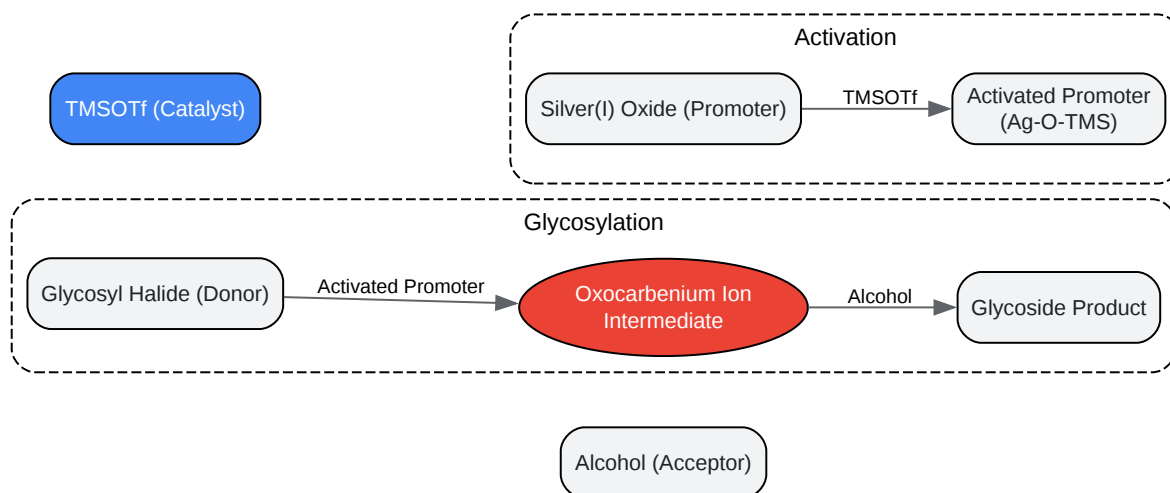 Activation
TMSOTf (Catalyst)
Silver(I) Oxide (Promoter)
TMSOTf
Activated Promoter
(Ag-O-TMS)
Glycosylation
Glycosyl Halide (Donor)
Activated Promoter
Oxocarbenium Ion
Intermediate
Alcohol
Glycoside Product
Alcohol (Acceptor)